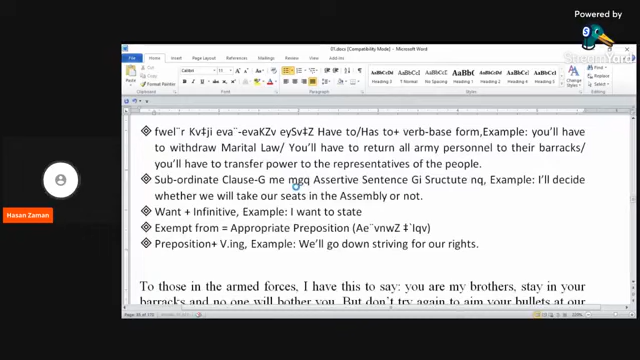 Powered by
StreamYard
01.docx [Compatibility Mode] - Microsoft Word
File Home Insert Page Layout References Mailings Review View
AaBbCcDc AaBbCcDc
fwel¨r Kv‡ji eva¨-evaKZv eySv‡Z Have to/Has to+ verb-base form,Example: you'll have
to withdraw Marital Law/ You'll have to return all army personnel to their barracks/
you'll have to transfer power to the representatives of the people.
Sub-ordinate Clause-G me mgq Assertive Sentence Gi Sructute nq, Example: I'll decide
whether we will take our seats in the Assembly or not.
Want + Infinitive, Example: I want to state
Exempt from = Appropriate Preposition (Ae¨vnwZ ‡`Iqv)
Preposition+ V.ing, Example: We'll go down striving for our rights.
To those in the armed forces, I have this to say: you are my brothers, stay in your
barracks and no one will bother you. But don't try again to aim your bullets at our
Hasan Zaman